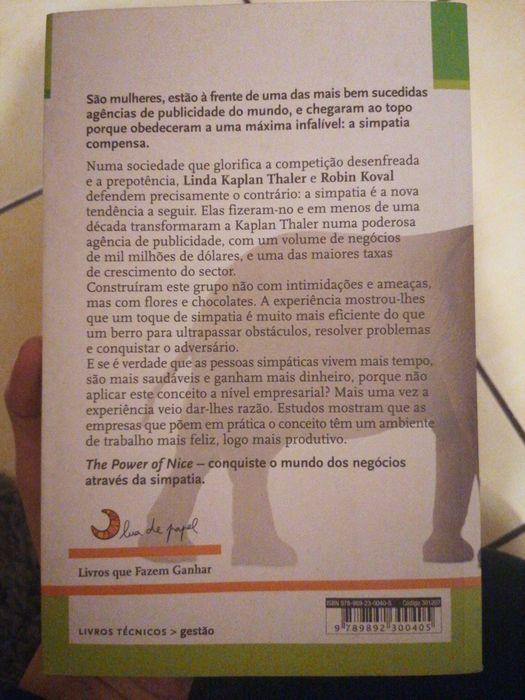 São mulheres, estão à frente de uma das mais bem sucedidas
agências de publicidade do mundo, e chegaram ao topo
porque obedeceram a uma máxima infalível: a simpatia
compensa.
Numa sociedade que glorifica a competição desenfreada
e a prepotência, Linda Kaplan Thaler e Robin Koval
defendem precisamente o contrário: a simpatia é a nova
tendência a seguir. Elas fizeram-no e em menos de uma
década transformaram a Kaplan Thaler numa poderosa
agência de publicidade, com um volume de negócios
de mil milhões de dólares, e uma das maiores taxas
de crescimento do sector.
Construíram este grupo não com intimidações e ameaças,
mas com flores e chocolates. A experiência mostrou-lhes
que um toque de simpatia é muito mais eficiente do que
um berro para ultrapassar obstáculos, resolver problemas
e conquistar o adversário.
E se é verdade que as pessoas simpáticas vivem mais tempo,
são mais saudáveis e ganham mais dinheiro, porque não
aplicar este conceito a nível empresarial? Mais uma vez a
experiência veio dar-lhes razão. Estudos mostram que as
empresas que põem em prática o conceito têm um ambiente
de trabalho mais feliz, logo mais produtivo.
The Power of Nice – conquiste o mundo dos negócios
através da simpatia.
lua de papel
Livros que Fazem Ganhar
ISBN 978-989-23-0040-5 Código 301207
9 789892 300405
LIVROS TÉCNICOS > gestão